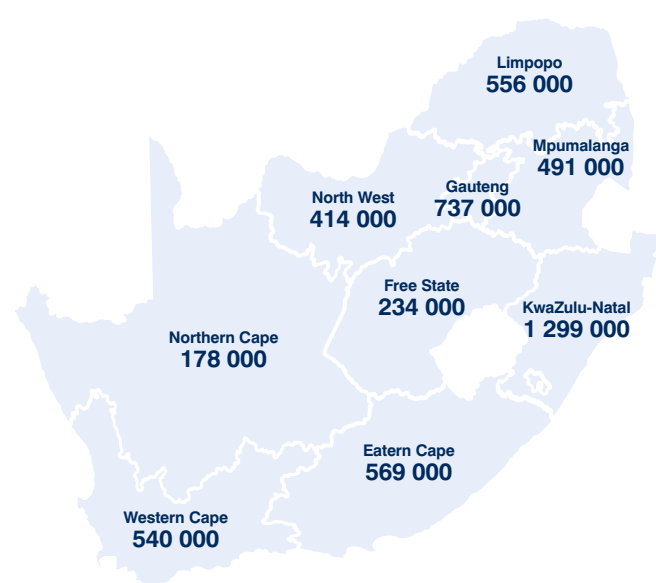 Limpopo
556 000
Mpumalanga
491 000
Gauteng
737 000
North West
414 000
Free State
234 000
KwaZulu-Natal
1 299 000
Northern Cape
178 000
Eatern Cape
569 000
Western Cape
540 000